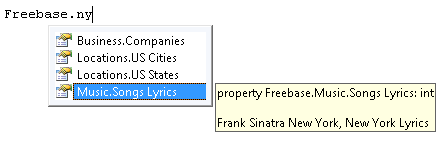 Freebase.ny
Business.Companies
Locations.US Cities
Locations.US States
Music.Songs Lyrics
property Freebase.Music.Songs Lyrics: int
Frank Sinatra New York, New York Lyrics